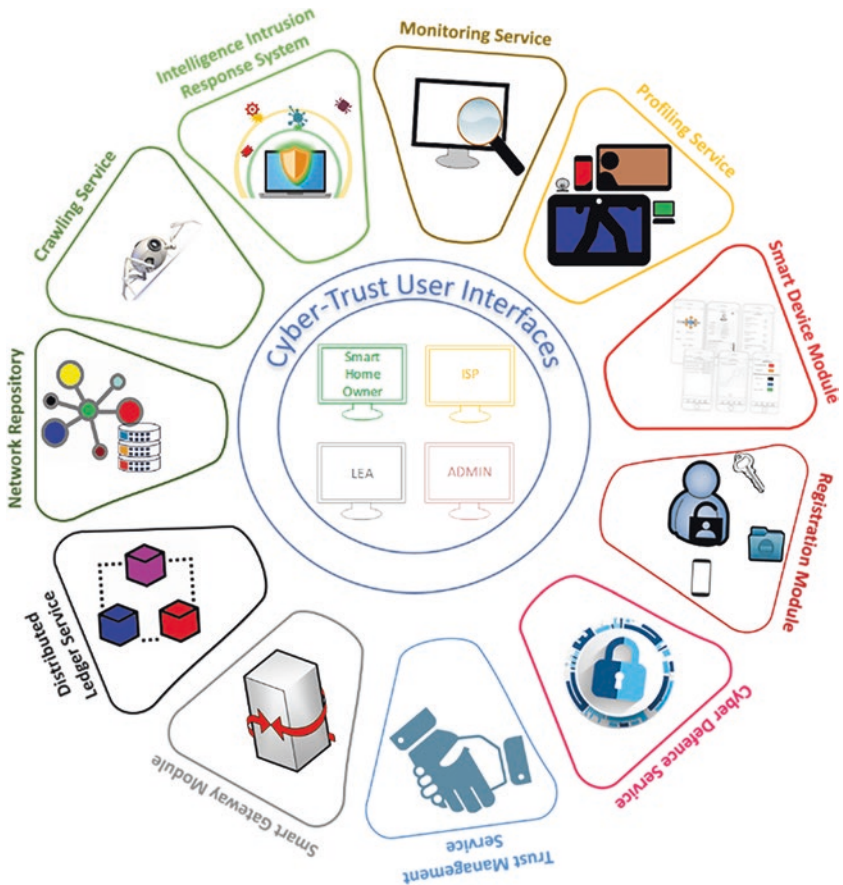 Monitoring Service
Profiling Service
Smart Device Module
Registration Module
Cyber Defence Service
Trust Management
Service
Smart Gateway Module
Distributed
Ledger Service
Network Repository
Crawling Service
Intelligence Intrusion
Response System
Cyber-Trust User Interfaces
Smart
Home
Owner
ISP
LEA
ADMIN